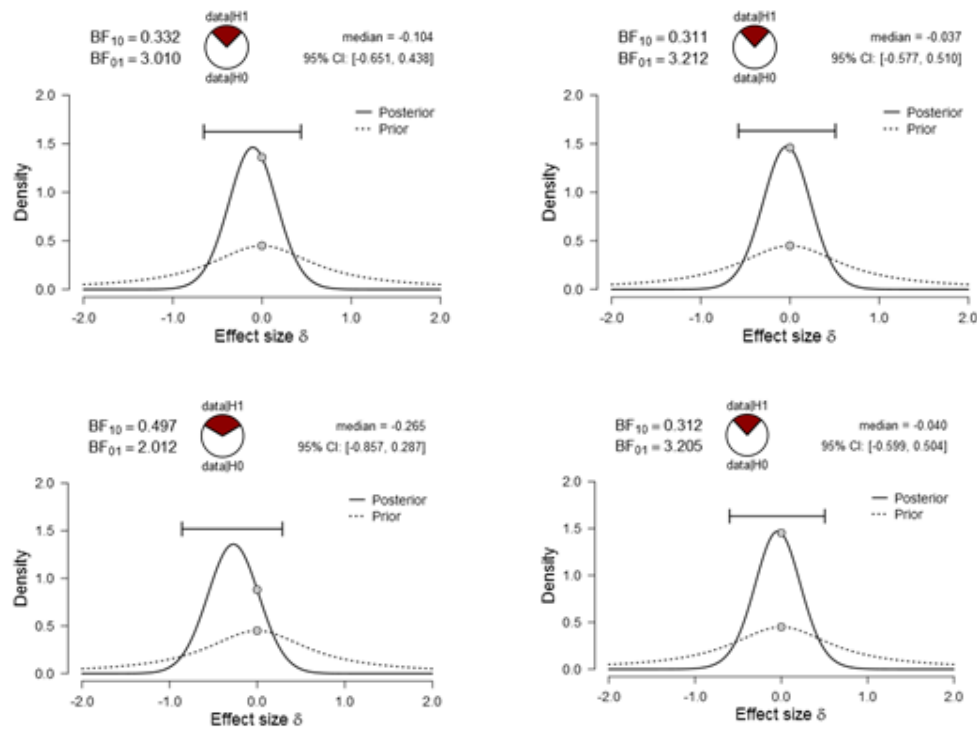 data|H1
BF10 = 0.332
BF01 = 3.010
median = -0.104
95% CI: [-0.651, 0.438]
data|H0
2.0
1.5
1.0
0.5
0.0
Density
Posterior
Prior
-2.0 -1.0 0.0 1.0 2.0
Effect size δ
data|H1
BF10 = 0.311
BF01 = 3.212
median = -0.037
95% CI: [-0.577, 0.510]
data|H0
2.0
1.5
1.0
0.5
0.0
Density
Posterior
Prior
-2.0 -1.0 0.0 1.0 2.0
Effect size δ
data|H1
BF10 = 0.497
BF01 = 2.012
median = -0.265
95% CI: [-0.857, 0.287]
data|H0
2.0
1.5
1.0
0.5
0.0
Density
Posterior
Prior
-2.0 -1.0 0.0 1.0 2.0
Effect size δ
data|H1
BF10 = 0.312
BF01 = 3.205
median = -0.040
95% CI: [-0.599, 0.504]
data|H0
2.0
1.5
1.0
0.5
0.0
Density
Posterior
Prior
-2.0 -1.0 0.0 1.0 2.0
Effect size δ